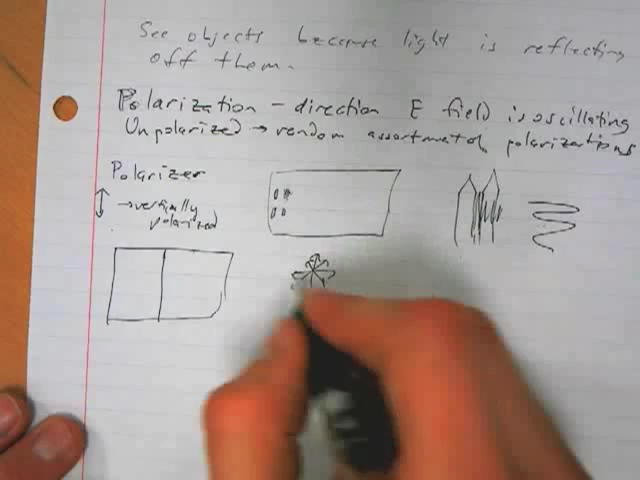 See objects because light is reflecting
off them.
Polarization - direction E field is oscillating
Unpolarized → random assortment of polarizations
Polarizer
→ vertically
polarized